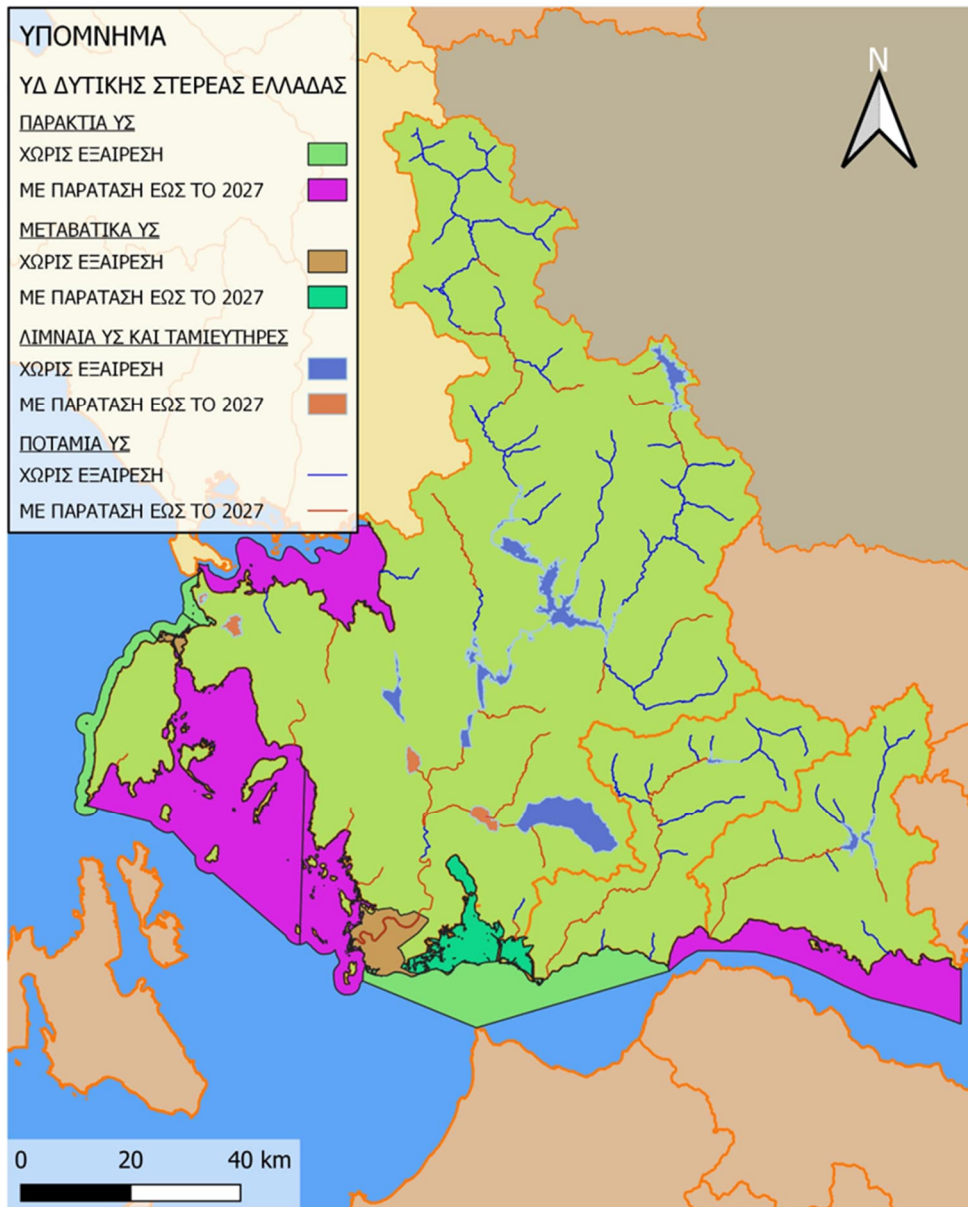 ΥΠΟΜΝΗΜΑ
ΥΔ ΔΥΤΙΚΗΣ ΣΤΕΡΕΑΣ ΕΛΛΑΔΑΣ
ΠΑΡΑΚΤΙΑ ΥΣ
ΧΩΡΙΣ ΕΞΑΙΡΕΣΗ
ΜΕ ΠΑΡΑΤΑΣΗ ΕΩΣ ΤΟ 2027
ΜΕΤΑΒΑΤΙΚΑ ΥΣ
ΧΩΡΙΣ ΕΞΑΙΡΕΣΗ
ΜΕ ΠΑΡΑΤΑΣΗ ΕΩΣ ΤΟ 2027
ΛΙΜΝΑΙΑ ΥΣ ΚΑΙ ΤΑΜΙΕΥΤΗΡΕΣ
ΧΩΡΙΣ ΕΞΑΙΡΕΣΗ
ΜΕ ΠΑΡΑΤΑΣΗ ΕΩΣ ΤΟ 2027
ΠΟΤΑΜΙΑ ΥΣ
ΧΩΡΙΣ ΕΞΑΙΡΕΣΗ
ΜΕ ΠΑΡΑΤΑΣΗ ΕΩΣ ΤΟ 2027
N
0 20 40 km